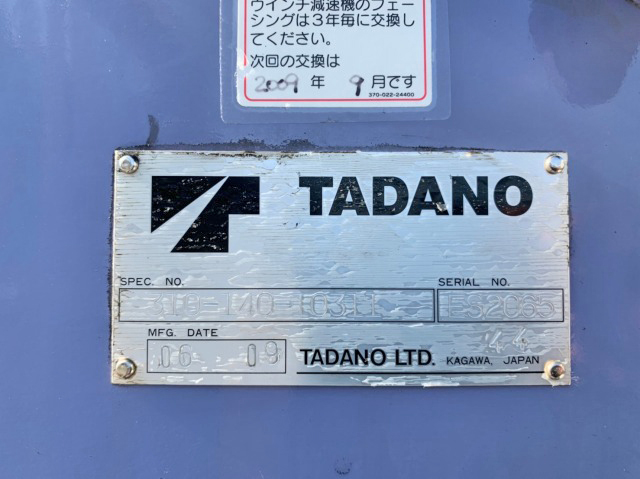 ウインチ減速機のフェー
シングは3年毎に交換し
てください。
次回の交換は
2009 年 9 月です
370-022-24400
TADANO
SPEC. NO.
SERIAL NO.
MFG. DATE
06 09
TADANO LTD. KAGAWA, JAPAN